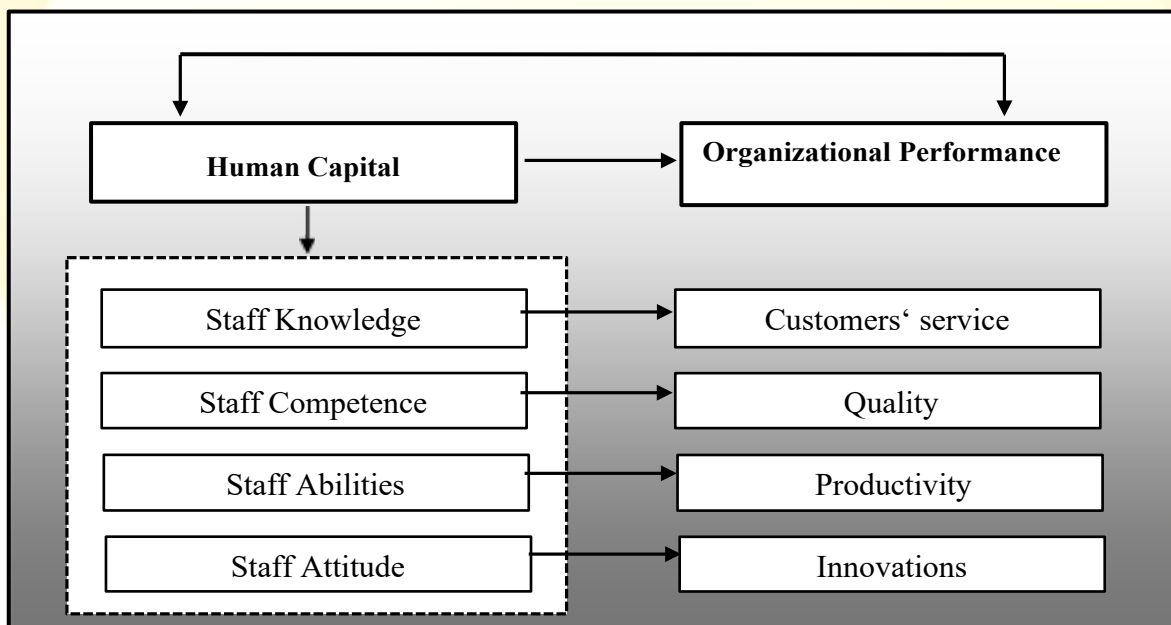 Human Capital
Organizational Performance
Staff Knowledge
Customers‘ service
Staff Competence
Quality
Staff Abilities
Productivity
Staff Attitude
Innovations